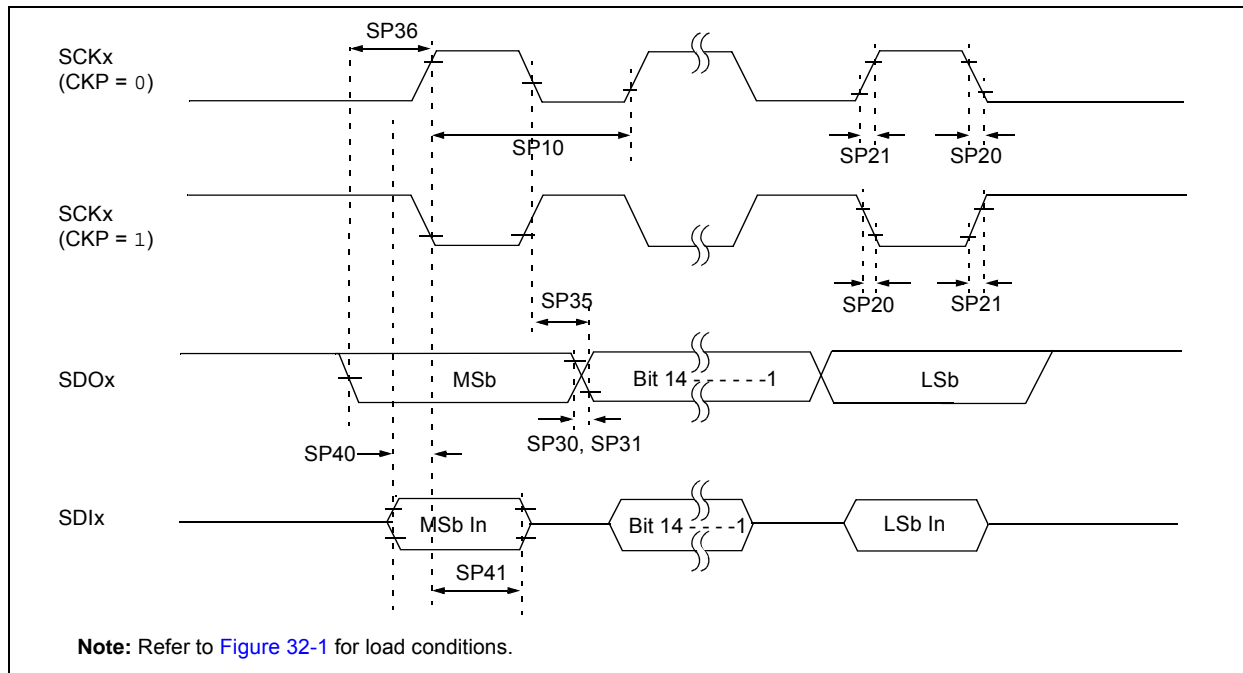 SP36
SCKx
(CKP = 0)
SP10
SP21
SP20
SCKx
(CKP = 1)
SP35
SP20
SP21
SDOx
MSb
Bit 14 - - - - - -1
LSb
SP30, SP31
SP40
SDIx
MSb In
Bit 14 - - - -1
LSb In
SP41
Note: Refer to Figure 32-1 for load conditions.